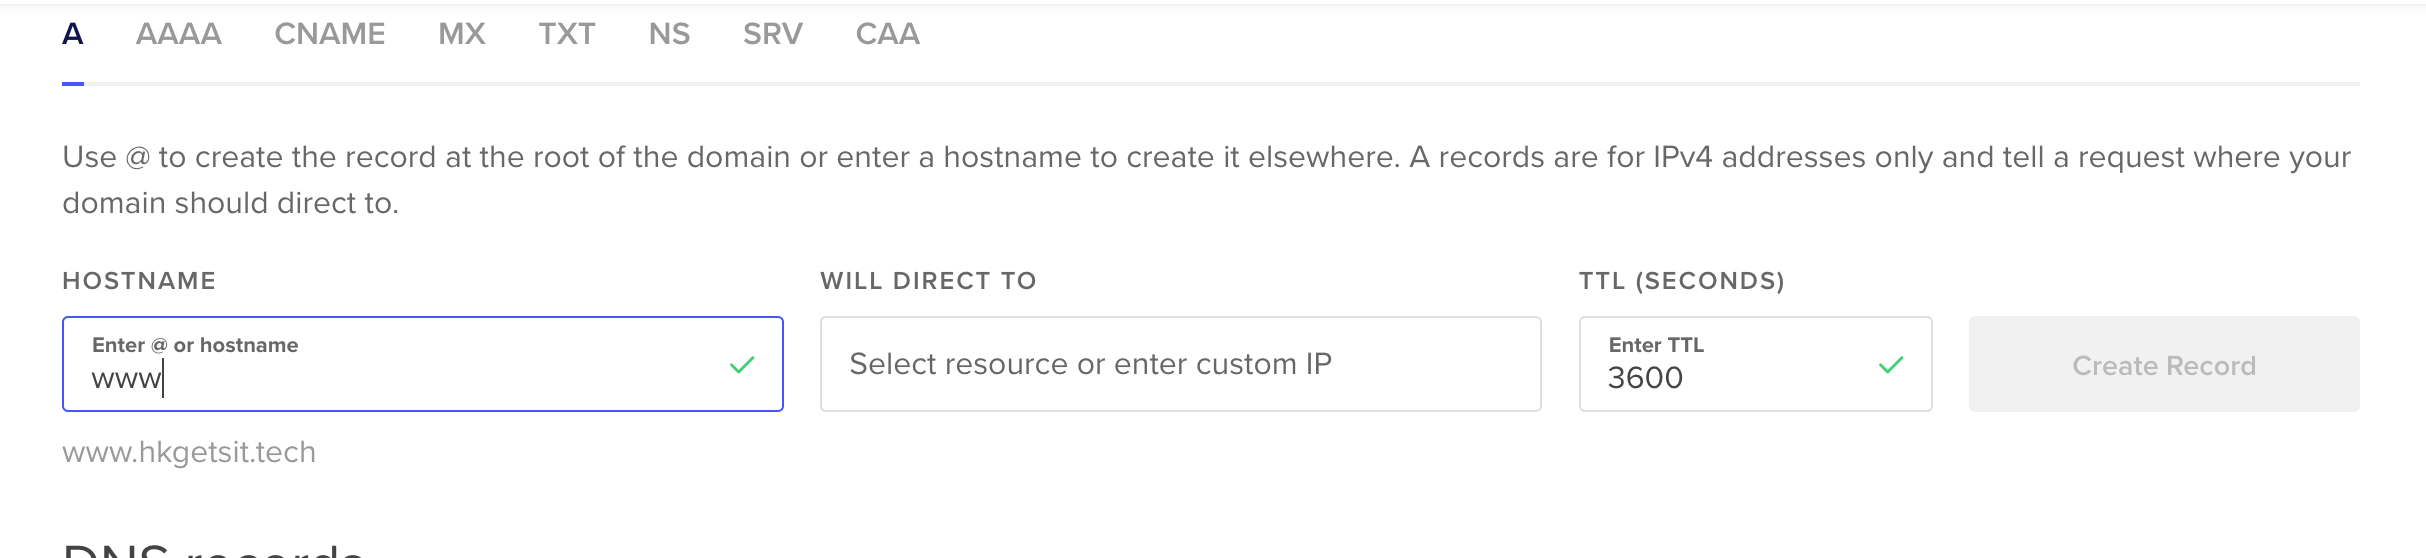 A AAAA CNAME MX TXT NS SRV CAA
Use @ to create the record at the root of the domain or enter a hostname to create it elsewhere. A records are for IPv4 addresses only and tell a request where your
domain should direct to.
HOSTNAME WILL DIRECT TO TTL (SECONDS)
Enter @ or hostname
www
Select resource or enter custom IP
Enter TTL
3600
Create Record
www.hkgetsit.tech
DNS records